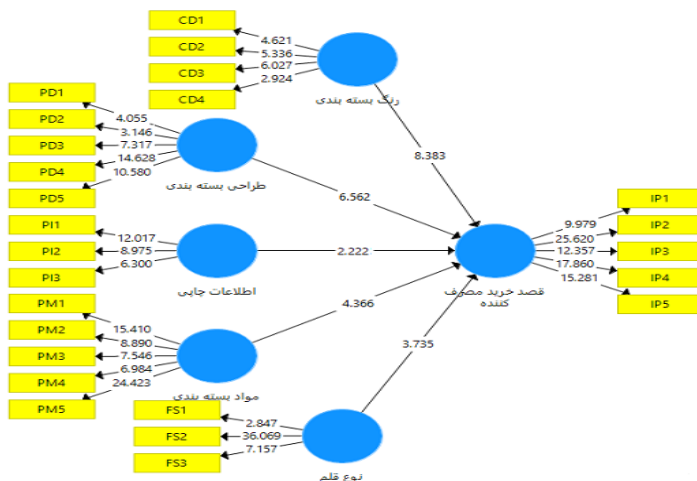 CD1
CD2
CD3
CD4
4.621
5.336
6.027
2.924
رنگ بسته بندی
8.383
PD1
PD2
PD3
PD4
PD5
4.055
3.146
7.317
14.628
10.580
طراحی بسته بندی
6.562
PI1
PI2
PI3
12.017
8.975
6.300
اطلاعات چاپی
2.222
PM1
PM2
PM3
PM4
PM5
15.410
8.890
7.546
6.984
24.423
مواد بسته بندی
4.366
FS1
FS2
FS3
2.847
36.069
7.157
نوع قلم
3.735
قصد خرید مصرف
کننده
9.979
25.620
12.357
17.860
15.281
IP1
IP2
IP3
IP4
IP5